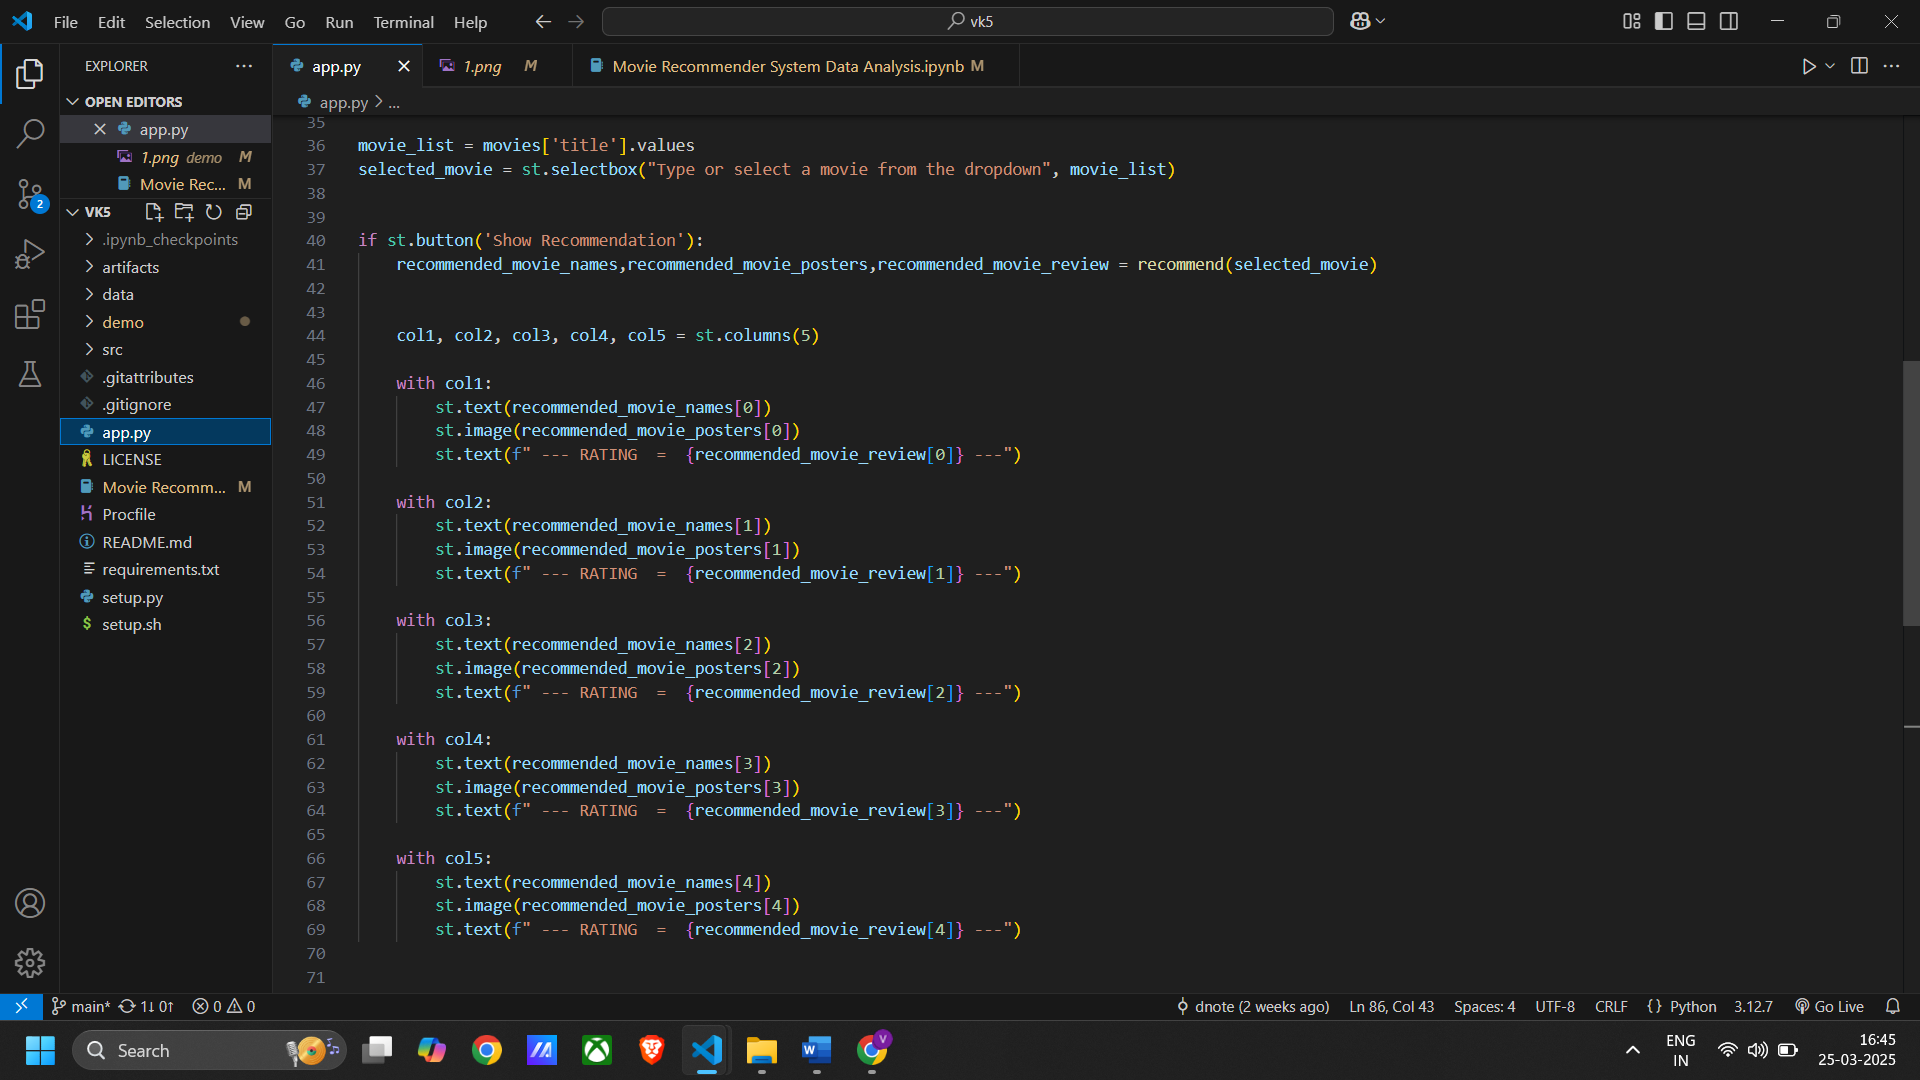 File Edit Selection View Go Run Terminal Help
vk5
EXPLORER
OPEN EDITORS
app.py
1.png demo M
Movie Rec... M
VK5
.ipynb_checkpoints
artifacts
data
demo
src
.gitattributes
.gitignore
app.py
LICENSE
Movie Recomm... M
Procfile
README.md
requirements.txt
setup.py
$ setup.sh
2
app.py
1.png M
Movie Recommender System Data Analysis.ipynb M
app.py > ...
35
36 movie_list = movies['title'].values
37 selected_movie = st.selectbox("Type or select a movie from the dropdown", movie_list)
38
39
40 if st.button('Show Recommendation'):
41 recommended_movie_names,recommended_movie_posters,recommended_movie_review = recommend(selected_movie)
42
43
44 col1, col2, col3, col4, col5 = st.columns(5)
45
46 with col1:
47 st.text(recommended_movie_names[0])
48 st.image(recommended_movie_posters[0])
49 st.text(f" --- RATING  =  {recommended_movie_review[0]} ---")
50
51 with col2:
52 st.text(recommended_movie_names[1])
53 st.image(recommended_movie_posters[1])
54 st.text(f" --- RATING  =  {recommended_movie_review[1]} ---")
55
56 with col3:
57 st.text(recommended_movie_names[2])
58 st.image(recommended_movie_posters[2])
59 st.text(f" --- RATING  =  {recommended_movie_review[2]} ---")
60
61 with col4:
62 st.text(recommended_movie_names[3])
63 st.image(recommended_movie_posters[3])
64 st.text(f" --- RATING  =  {recommended_movie_review[3]} ---")
65
66 with col5:
67 st.text(recommended_movie_names[4])
68 st.image(recommended_movie_posters[4])
69 st.text(f" --- RATING  =  {recommended_movie_review[4]} ---")
70
71
main* 1↓ 0↑ 0 0
dnote (2 weeks ago) Ln 86, Col 43 Spaces: 4 UTF-8 CRLF {} Python 3.12.7 Go Live
Search
W
V
ENG
IN
16:45
25-03-2025